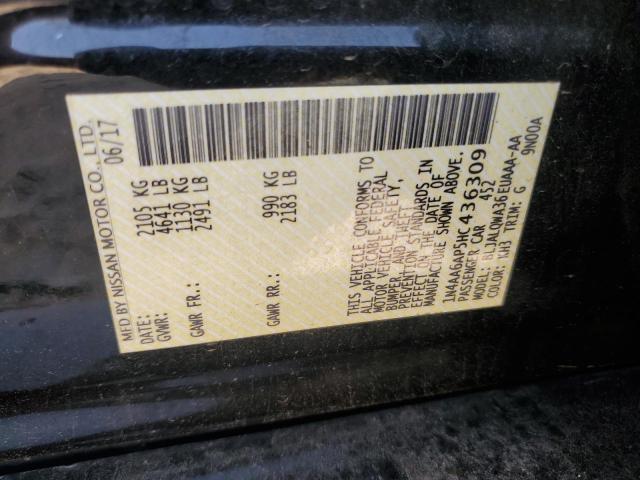 MFD BY NISSAN MOTOR CO., LTD.
DATE: 06/17
GVWR: 2105 KG
4641 LB
GAWR FR.: 1130 KG
2491 LB
GAWR RR.: 990 KG
2183 LB
THIS VEHICLE CONFORMS TO
ALL APPLICABLE FEDERAL
MOTOR VEHICLE SAFETY,
BUMPER, AND THEFT
PREVENTION STANDARDS IN
EFFECT ON THE DATE OF
MANUFACTURE SHOWN ABOVE.
1N4AA6AP5HC436309
PASSENGER CAR 452
MODEL: BLJALQWA36EUAAA-AA
COLOR: KH3 TRIM: G 9N00A